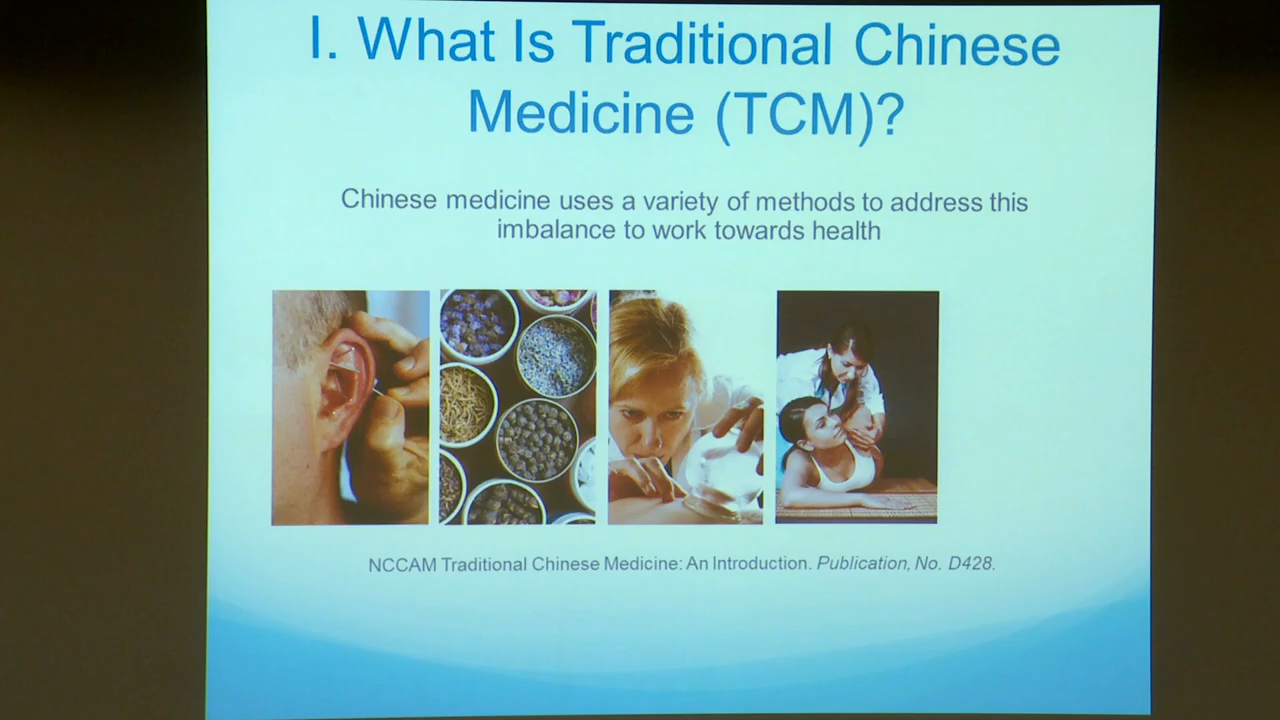 I. What Is Traditional Chinese
Medicine (TCM)?
Chinese medicine uses a variety of methods to address this
imbalance to work towards health
NCCAM Traditional Chinese Medicine: An Introduction. Publication, No. D428.